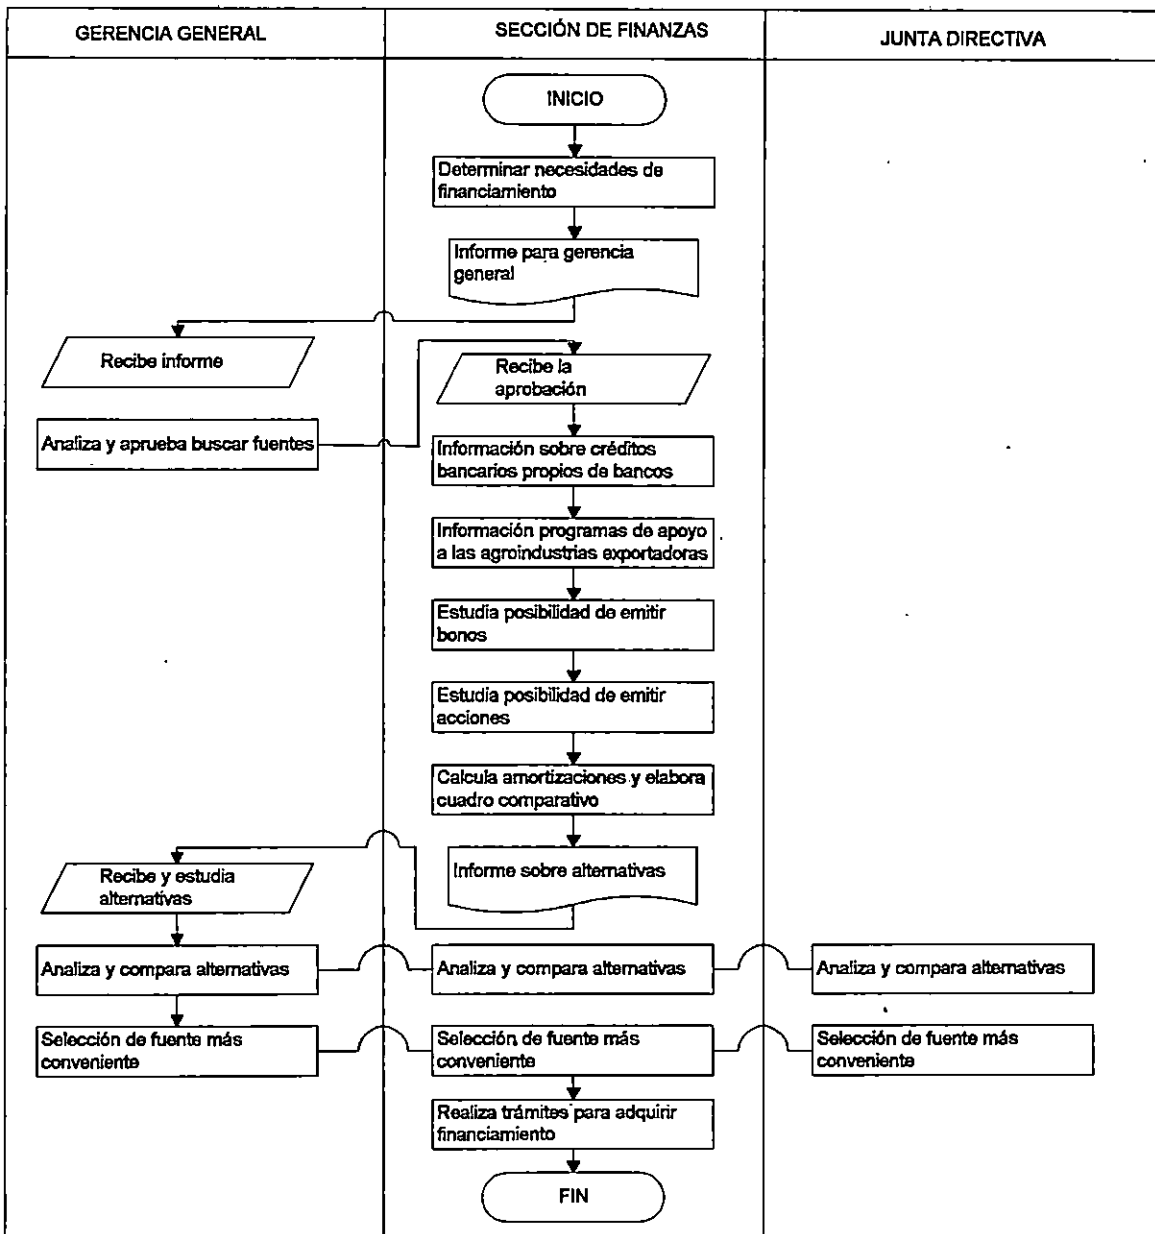 GERENCIA GENERAL
SECCIÓN DE FINANZAS
JUNTA DIRECTIVA
INICIO
Determinar necesidades de
financiamiento
Informe para gerencia
general
Recibe informe
Recibe la
aprobación
Analiza y aprueba buscar fuentes
Información sobre créditos
bancarios propios de bancos
Información programas de apoyo
a las agroindustrias exportadoras
Estudia posibilidad de emitir
bonos
Estudia posibilidad de emitir
acciones
Calcula amortizaciones y elabora
cuadro comparativo
Informe sobre alternativas
Recibe y estudia
alternativas
Analiza y compara alternativas
Analiza y compara alternativas
Analiza y compara alternativas
Selección de fuente más
conveniente
Selección de fuente más
conveniente
Selección de fuente más
conveniente
Realiza trámites para adquirir
financiamiento
FIN